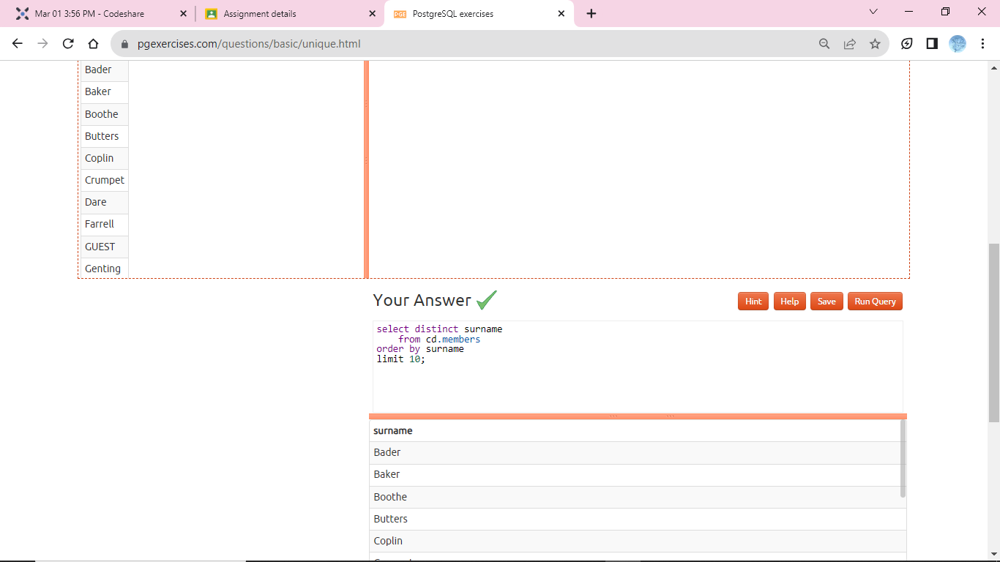 Mar 01 3:56 PM - Codeshare
Assignment details
PGE PostgreSQL exercises
pgexercises.com/questions/basic/unique.html
Bader
Baker
Boothe
Butters
Coplin
Crumpet
Dare
Farrell
GUEST
Genting
Your Answer
Hint Help Save Run Query
select distinct surname
from cd.members
order by surname
limit 10;
surname
Bader
Baker
Boothe
Butters
Coplin